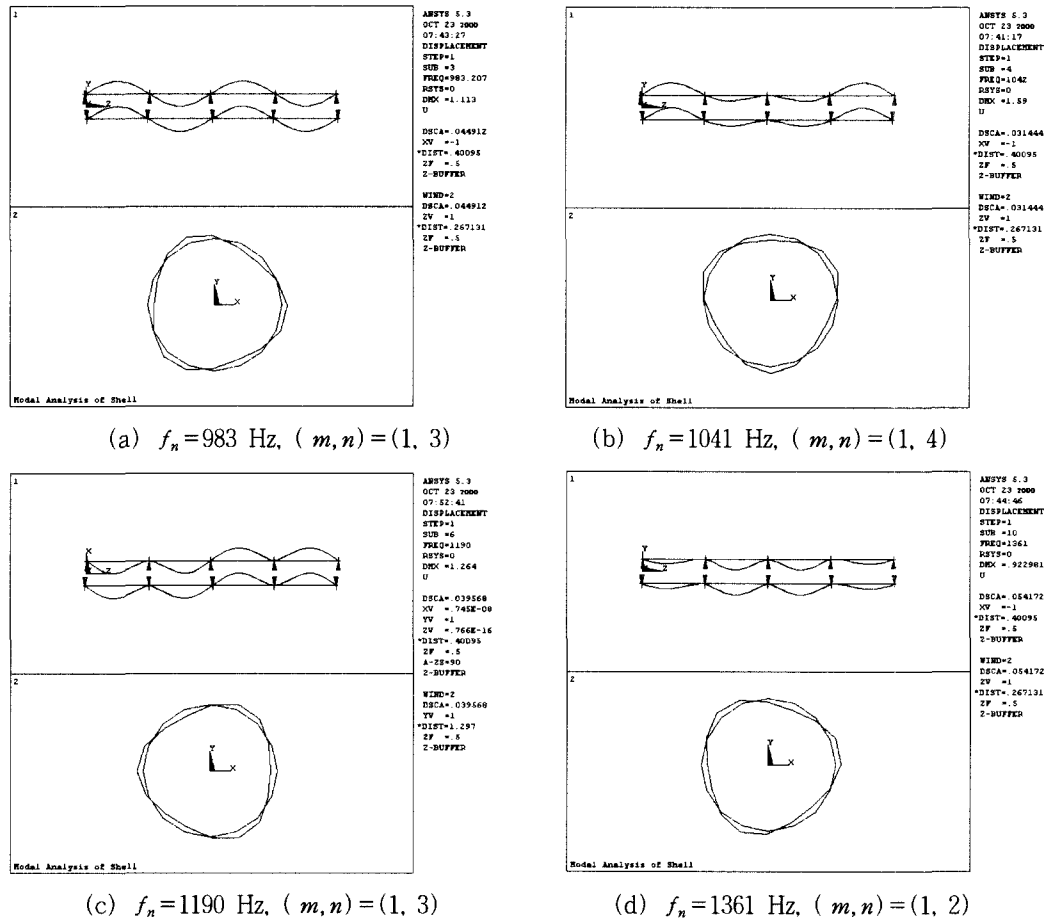 1
ANSYS 5.3
OCT 23 2000
07:43:27
DISPLACEMENT
STEP=1
SUB =3
FREQ=983.207
RSYS=0
DMX =1.113
U
DSCA=.044912
XV =-1
*DIST=.40095
ZF =.5
Z-BUFFER
WIND=2
DSCA=.044912
ZV =1
*DIST=.267131
ZF =.5
Z-BUFFER
Y
Z
2
Y
X
Modal Analysis of Shell
(a) fn=983 Hz, (m,n)=(1, 3)
1
ANSYS 5.3
OCT 23 2000
07:41:17
DISPLACEMENT
STEP=1
SUB =4
FREQ=1042
RSYS=0
DMX =1.59
U
DSCA=.031444
XV =-1
*DIST=.40095
ZF =.5
Z-BUFFER
WIND=2
DSCA=.031444
ZV =1
*DIST=.267131
ZF =.5
Z-BUFFER
Y
Z
2
Y
X
Modal Analysis of Shell
(b) fn=1041 Hz, (m,n)=(1, 4)
1
ANSYS 5.3
OCT 23 2000
07:52:41
DISPLACEMENT
STEP=1
SUB =6
FREQ=1190
RSYS=0
DMX =1.264
U
DSCA=.039568
XV =.745E-08
YV =1
ZV =.766E-16
*DIST=.40095
ZF =.5
A-ZS=90
Z-BUFFER
WIND=2
DSCA=.039568
YV =1
*DIST=1.297
ZF =.5
Z-BUFFER
X
Z
2
Y
X
Modal Analysis of Shell
(c) fn=1190 Hz, (m,n)=(1, 3)
1
ANSYS 5.3
OCT 23 2000
07:44:46
DISPLACEMENT
STEP=1
SUB =10
FREQ=1361
RSYS=0
DMX =.922981
U
DSCA=.054172
XV =-1
*DIST=.40095
ZF =.5
Z-BUFFER
WIND=2
DSCA=.054172
ZV =1
*DIST=.267131
ZF =.5
Z-BUFFER
Y
Z
2
Y
X
Modal Analysis of Shell
(d) fn=1361 Hz, (m,n)=(1, 2)